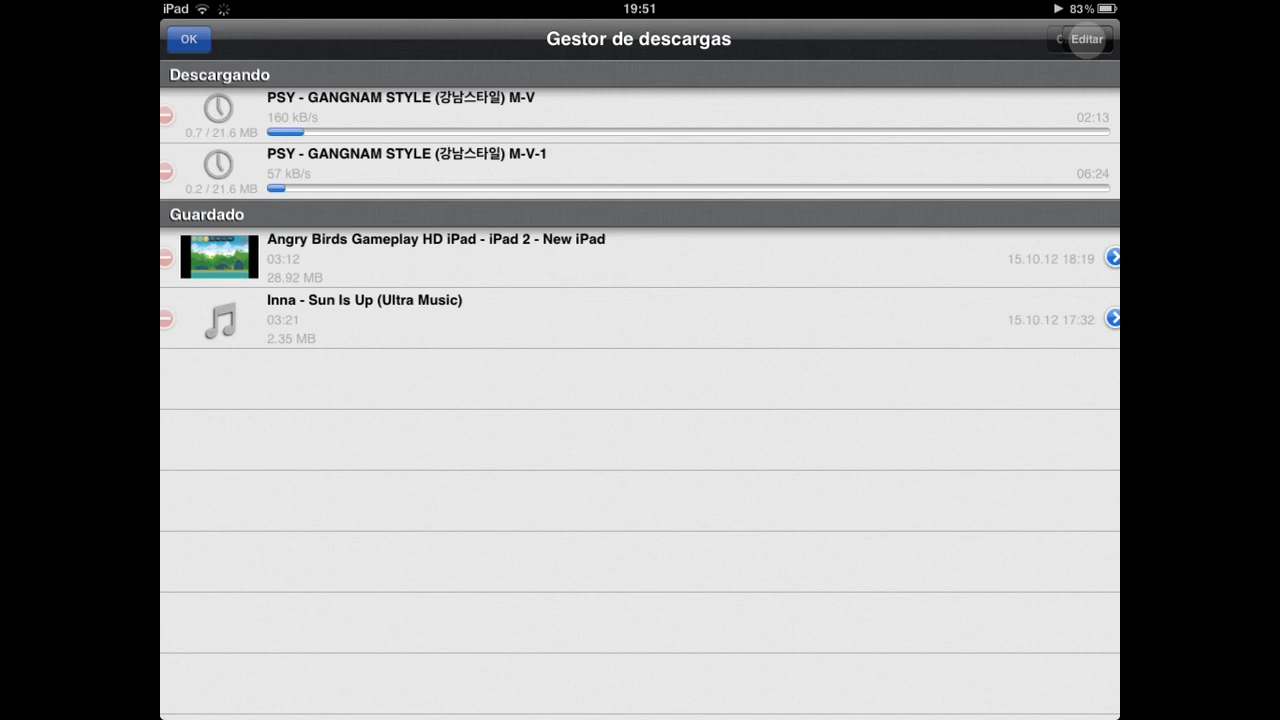 iPad 19:51 83%
OK Gestor de descargas Editar
Descargando
PSY - GANGNAM STYLE (강남스타일) M-V
160 kB/s 02:13
0.7 / 21.6 MB
PSY - GANGNAM STYLE (강남스타일) M-V-1
57 kB/s 06:24
0.2 / 21.6 MB
Guardado
Angry Birds Gameplay HD iPad - iPad 2 - New iPad
03:12 15.10.12 18:19
28.92 MB
Inna - Sun Is Up (Ultra Music)
03:21 15.10.12 17:32
2.35 MB